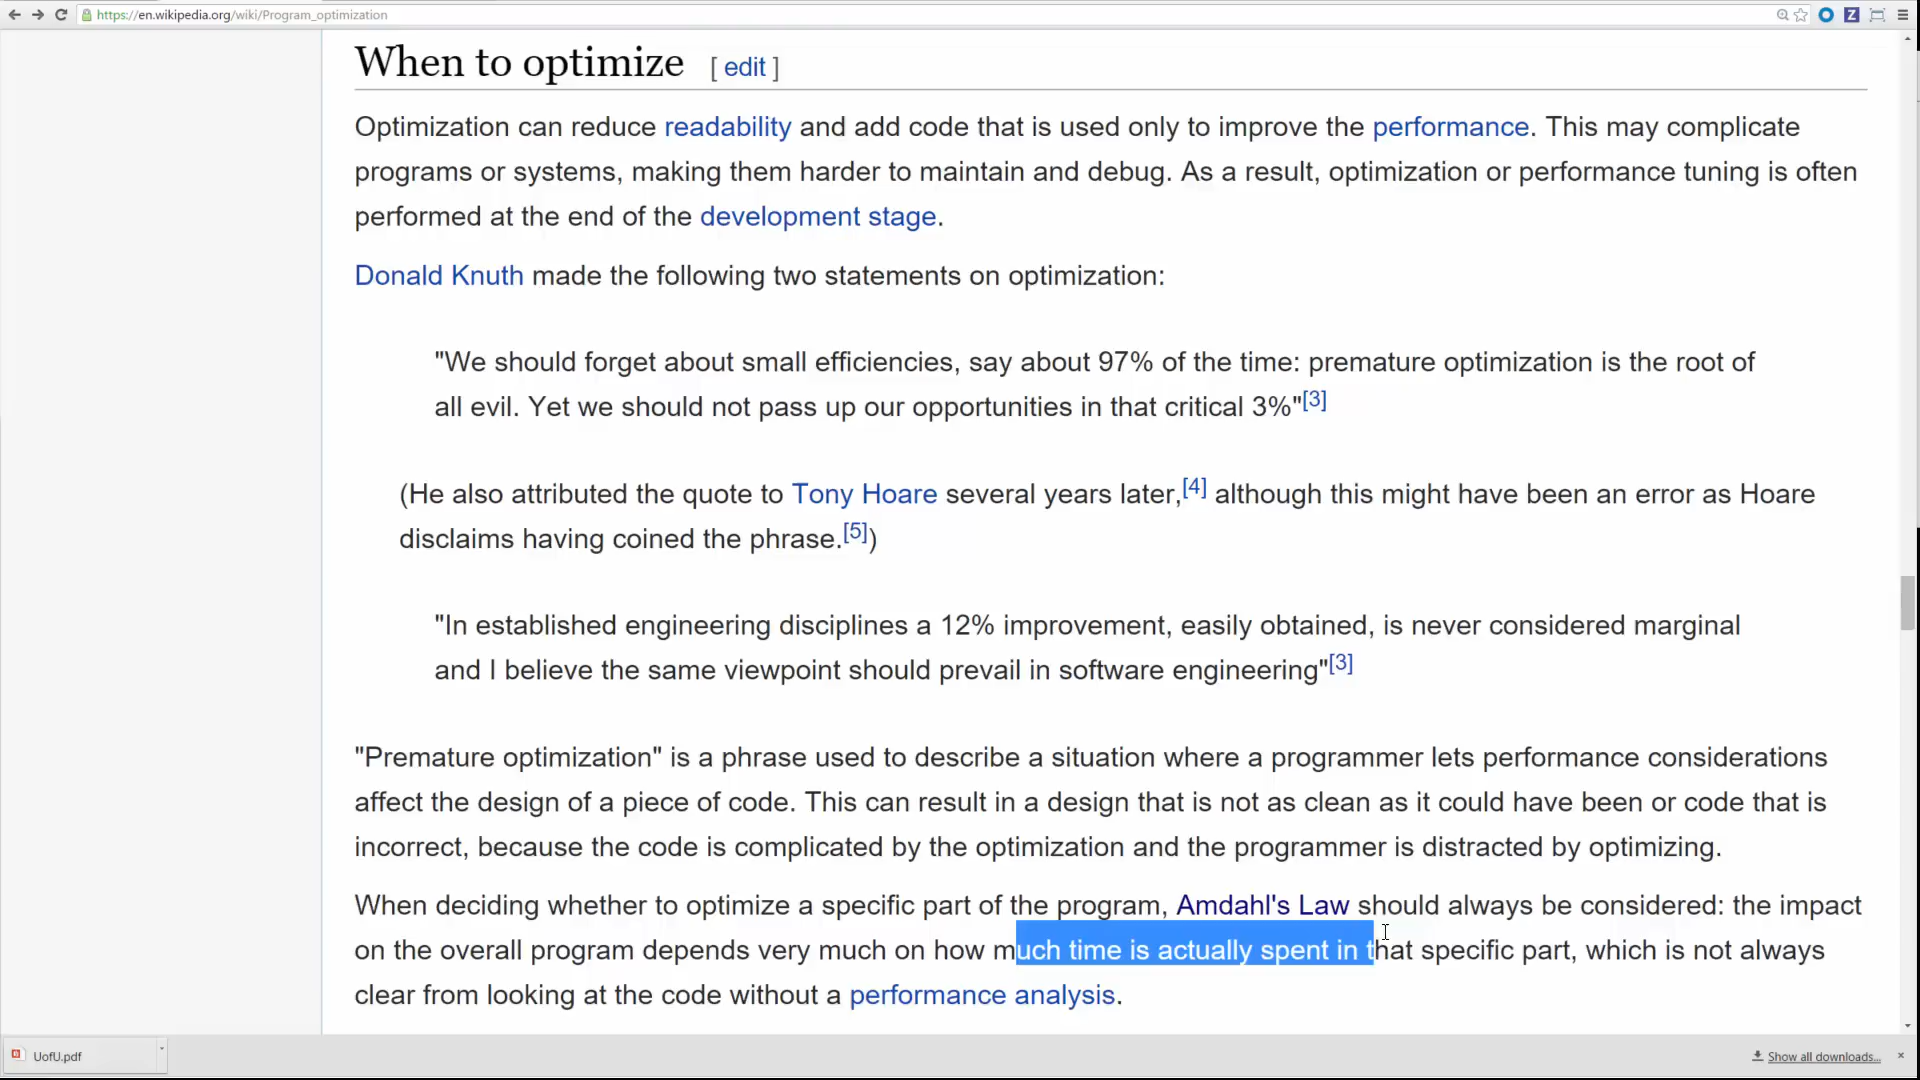 https://en.wikipedia.org/wiki/Program_optimization
When to optimize [ edit ]
Optimization can reduce readability and add code that is used only to improve the performance. This may complicate
programs or systems, making them harder to maintain and debug. As a result, optimization or performance tuning is often
performed at the end of the development stage.
Donald Knuth made the following two statements on optimization:
"We should forget about small efficiencies, say about 97% of the time: premature optimization is the root of
all evil. Yet we should not pass up our opportunities in that critical 3%"[3]
(He also attributed the quote to Tony Hoare several years later,[4] although this might have been an error as Hoare
disclaims having coined the phrase.[5])
"In established engineering disciplines a 12% improvement, easily obtained, is never considered marginal
and I believe the same viewpoint should prevail in software engineering"[3]
"Premature optimization" is a phrase used to describe a situation where a programmer lets performance considerations
affect the design of a piece of code. This can result in a design that is not as clean as it could have been or code that is
incorrect, because the code is complicated by the optimization and the programmer is distracted by optimizing.
When deciding whether to optimize a specific part of the program, Amdahl's Law should always be considered: the impact
on the overall program depends very much on how much time is actually spent in that specific part, which is not always
clear from looking at the code without a performance analysis.
UofU.pdf
Show all downloads...